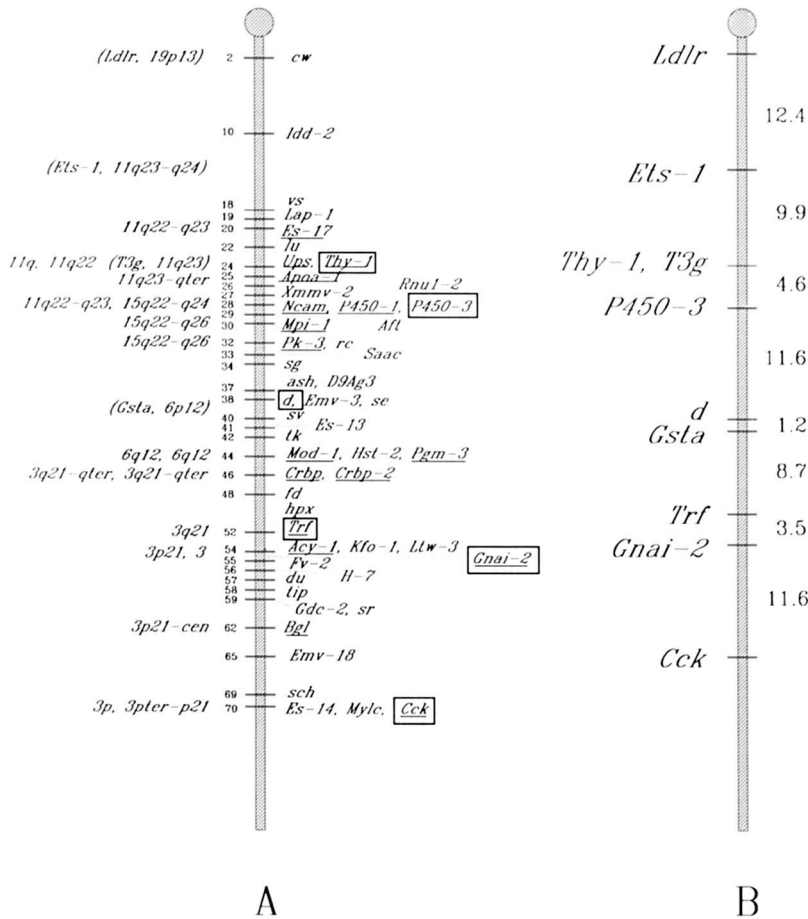 (Ldlr, 19p13) 2 cw
10 Idd-2
(Ets-1, 11q23-q24)
18 vs
19 Lap-1
11q22-q23 20 Es-17
22 lu
11q, 11q22 (T3g, 11q23) 24 Ups, Thy-1
11q23-qter 25 Apoa-1
26 Rnu1-2
27 Xmmv-2
11q22-q23, 15q22-q24 28 Ncam, P450-1, P450-3
29
15q22-q26 30 Mpi-1 Aft
15q22-q26 32 Pk-3, rc
33 Saac
34 sg
37 ash, D9Ag3
(Gsta, 6p12) 38 d, Emv-3, se
40 sv
41 Es-13
42 tk
6q12, 6q12 44 Mod-1, Hst-2, Pgm-3
3q21-qter, 3q21-qter 46 Crbp, Crbp-2
48 fd
hpx
3q21 52 Trf
3p21, 3 54 Acy-1, Kfo-1, Ltw-3
Gnai-2
55 Fv-2
56 H-7
57 du
58 tip
59 Gdc-2, sr
3p21-cen 62 Bgl
65 Emv-18
69 sch
3p, 3pter-p21 70 Es-14, Mylc, Cck
A
Ldlr
12.4
Ets-1
9.9
Thy-1, T3g
4.6
P450-3
11.6
d
1.2
Gsta
8.7
Trf
3.5
Gnai-2
11.6
Cck
B